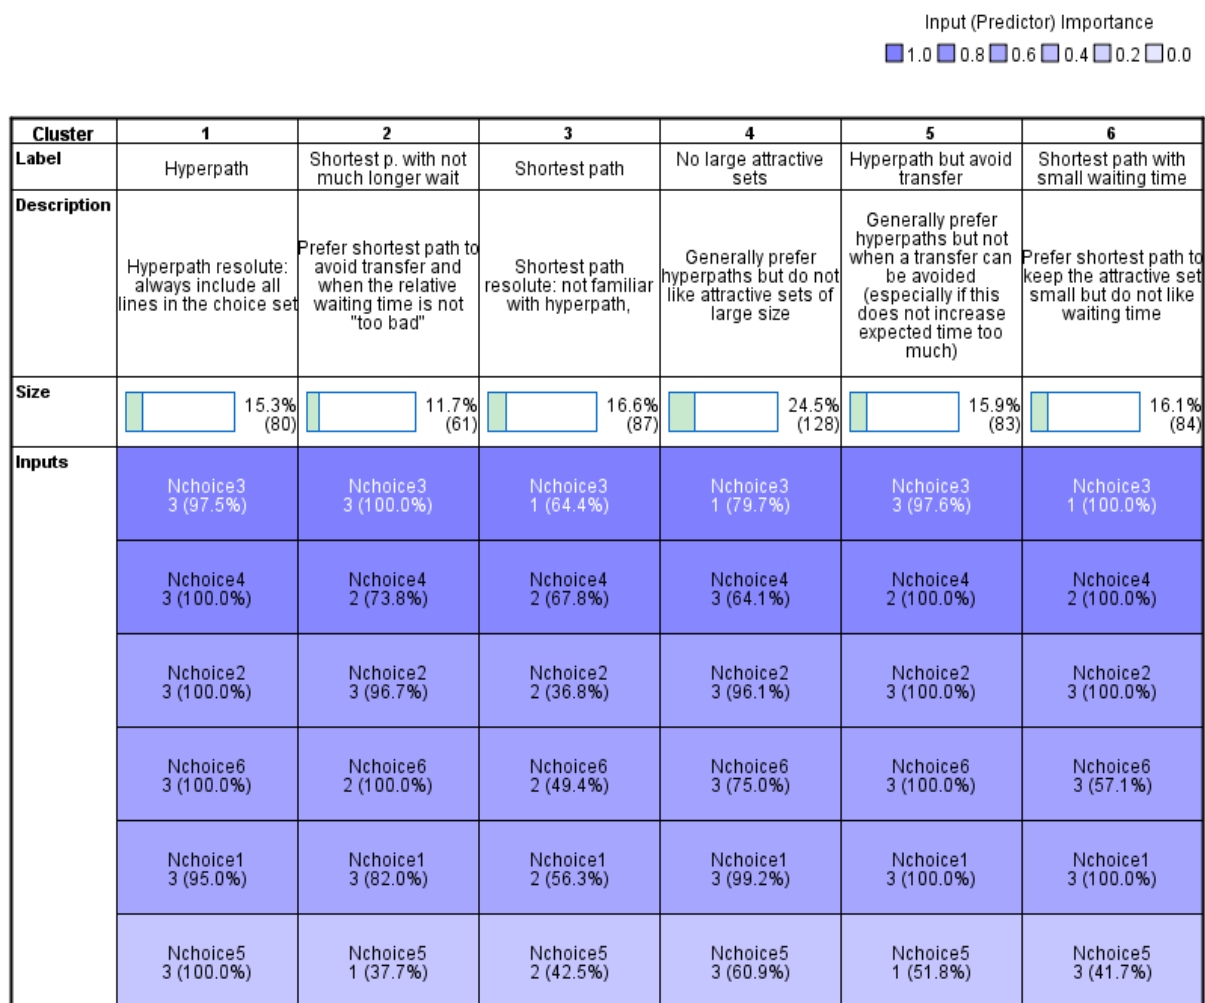 Input (Predictor) Importance
1.0 0.8 0.6 0.4 0.2 0.0
Cluster 1 2 3 4 5 6
Label
Hyperpath
Shortest p. with not
much longer wait
Shortest path
No large attractive
sets
Hyperpath but avoid
transfer
Shortest path with
small waiting time
Description
Hyperpath resolute:
always include all
lines in the choice set
Prefer shortest path to
avoid transfer and
when the relative
waiting time is not
"too bad"
Shortest path
resolute: not familiar
with hyperpath,
Generally prefer
hyperpaths but do not
like attractive sets of
large size
Generally prefer
hyperpaths but not
when a transfer can
be avoided
(especially if this
does not increase
expected time too
much)
Prefer shortest path to
keep the attractive set
small but do not like
waiting time
Size
15.3%
(80)
11.7%
(61)
16.6%
(87)
24.5%
(128)
15.9%
(83)
16.1%
(84)
Inputs
Nchoice3 Nchoice3 Nchoice3 Nchoice3 Nchoice3 Nchoice3
3 (97.5%) 3 (100.0%) 1 (64.4%) 1 (79.7%) 3 (97.6%) 1 (100.0%)
Nchoice4 Nchoice4 Nchoice4 Nchoice4 Nchoice4 Nchoice4
3 (100.0%) 2 (73.8%) 2 (67.8%) 3 (64.1%) 2 (100.0%) 2 (100.0%)
Nchoice2 Nchoice2 Nchoice2 Nchoice2 Nchoice2 Nchoice2
3 (100.0%) 3 (96.7%) 2 (36.8%) 3 (96.1%) 3 (100.0%) 3 (100.0%)
Nchoice6 Nchoice6 Nchoice6 Nchoice6 Nchoice6 Nchoice6
3 (100.0%) 2 (100.0%) 2 (49.4%) 3 (75.0%) 3 (100.0%) 3 (57.1%)
Nchoice1 Nchoice1 Nchoice1 Nchoice1 Nchoice1 Nchoice1
3 (95.0%) 3 (82.0%) 2 (56.3%) 3 (99.2%) 3 (100.0%) 3 (100.0%)
Nchoice5 Nchoice5 Nchoice5 Nchoice5 Nchoice5 Nchoice5
3 (100.0%) 1 (37.7%) 2 (42.5%) 3 (60.9%) 1 (51.8%) 3 (41.7%)